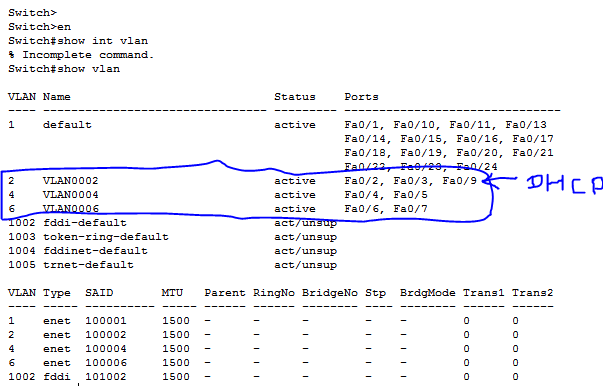 Switch>
Switch>en
Switch#show int vlan
% Incomplete command.
Switch#show vlan
VLAN Name Status Ports
---- -------------------------------- --------- -------------------------------
1 default active Fa0/1, Fa0/10, Fa0/11, Fa0/13
Fa0/14, Fa0/15, Fa0/16, Fa0/17
Fa0/18, Fa0/19, Fa0/20, Fa0/21
Fa0/22, Fa0/23, Fa0/24
2 VLAN0002 active Fa0/2, Fa0/3, Fa0/9 DHCP
4 VLAN0004 active Fa0/4, Fa0/5
6 VLAN0006 active Fa0/6, Fa0/7
1002 fddi-default act/unsup
1003 token-ring-default act/unsup
1004 fddinet-default act/unsup
1005 trnet-default act/unsup
VLAN Type SAID MTU Parent RingNo BridgeNo Stp BrdgMode Trans1 Trans2
---- ----- ---------- ----- ------ ------ -------- ---- -------- ------ ------
1 enet 100001 1500 - - - - - 0 0
2 enet 100002 1500 - - - - - 0 0
4 enet 100004 1500 - - - - - 0 0
6 enet 100006 1500 - - - - - 0 0
1002 fddi 101002 1500 - - - - - 0 0